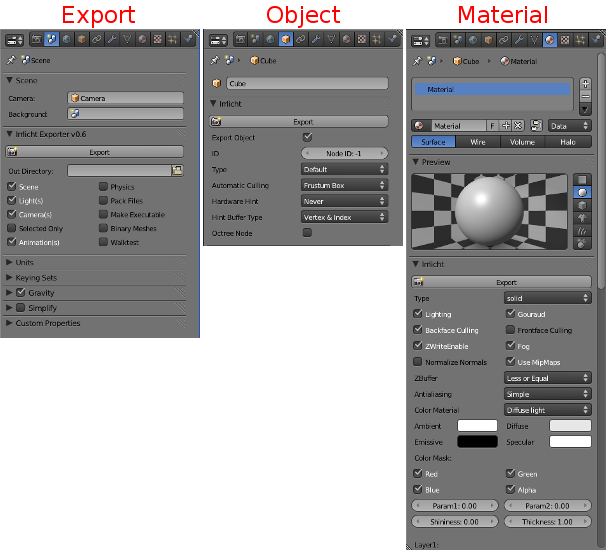 Export
Scene
Scene
Camera:
Camera
Background:
Irrlicht Exporter v0.6
Export
Out Directory:
Scene
Physics
Light(s)
Pack Files
Camera(s)
Make Executable
Selected Only
Binary Meshes
Animation(s)
Walktest
Units
Keying Sets
Gravity
Simplify
Custom Properties
Object
Cube
Cube
Irrlicht
Export
Export Object
ID
Node ID: -1
Type
Default
Automatic Culling
Frustum Box
Hardware Hint
Never
Hint Buffer Type
Vertex & Index
Octree Node
Material
Cube
Material
Material
Material
F
Data
Surface
Wire
Volume
Halo
Preview
Irrlicht
Export
Type
solid
Lighting
Gouraud
Backface Culling
Frontface Culling
ZWriteEnable
Fog
Normalize Normals
Use MipMaps
ZBuffer
Less or Equal
Antialiasing
Simple
Color Material
Diffuse light
Ambient
Diffuse
Emissive
Specular
Color Mask:
Red
Green
Blue
Alpha
Param1: 0.00
Param2: 0.00
Shininess: 0.00
Thickness: 1.00
Layer1: